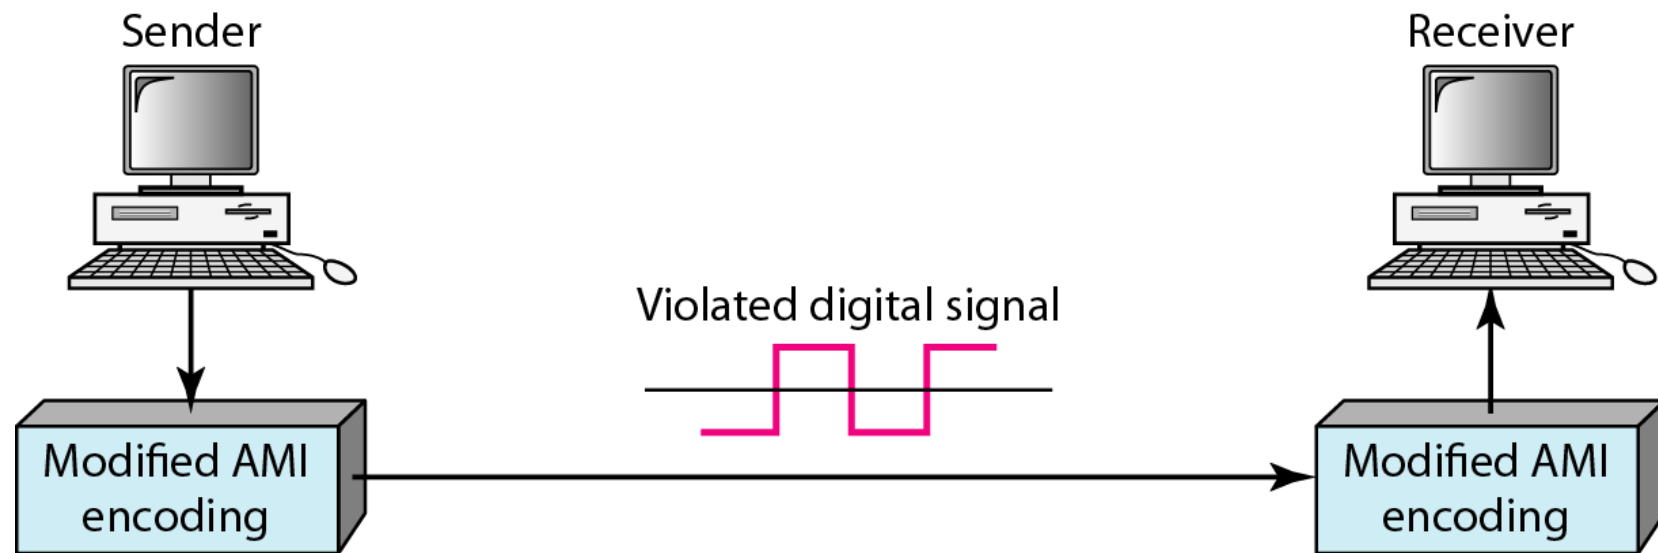 Sender
Receiver
Violated digital signal
Modified AMI
encoding
Modified AMI
encoding